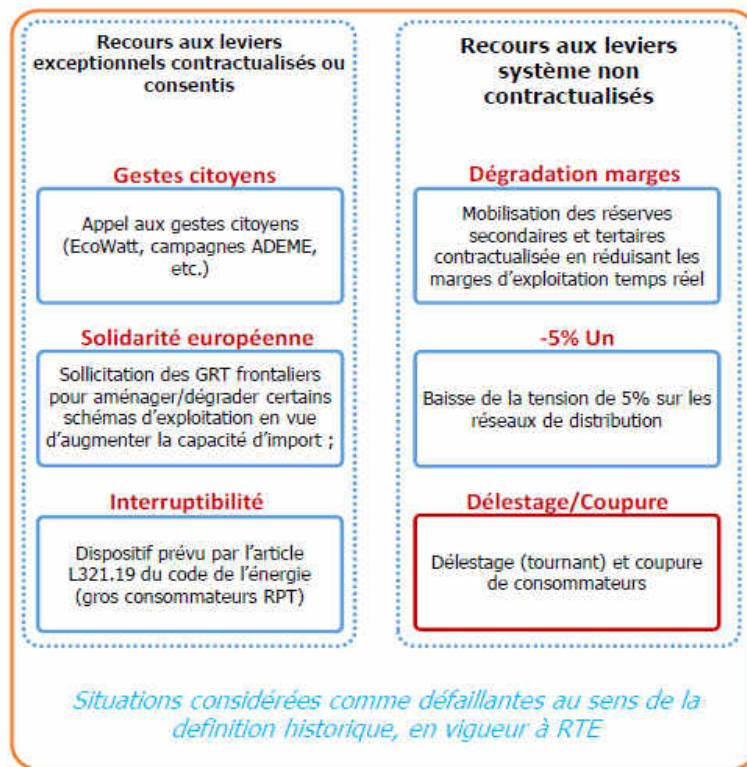 Recours aux leviers
exceptionnels contractualisés ou
consentis
Gestes citoyens
Appel aux gestes citoyens
(EcoWatt, campagnes ADEME,
etc.)
Solidarité européenne
Sollicitation des GRT frontaliers
pour aménager/dégrader certains
schémas d'exploitation en vue
d'augmenter la capacité d'import ;
Interruptibilité
Dispositif prévu par l'article
L321.19 du code de l'énergie
(gros consommateurs RPT)
Recours aux leviers
système non
contractualisés
Dégradation marges
Mobilisation des réserves
secondaires et tertaires
contractualisée en réduisant les
marges d'exploitation temps réel
-5% Un
Baisse de la tension de 5% sur les
réseaux de distribution
Délestage/Coupure
Délestage (tournant) et coupure
de consommateurs
Situations considérées comme défaillantes au sens de la
definition historique, en vigueur à RTE